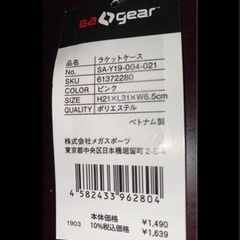 sa gear
品名 ラケットケース
No. SA-Y19-004-021
SKU 61372280
COLOR ピンク
SIZE H21×L31×W6.5cm
QUALITY ポリエステル
ベトナム製
株式会社メガスポーツ
東京都中央区日本橋堀留町 2-8-4
4 582433 962804
本体価格 ¥1,490
1903 10%税込価格 ¥1,639